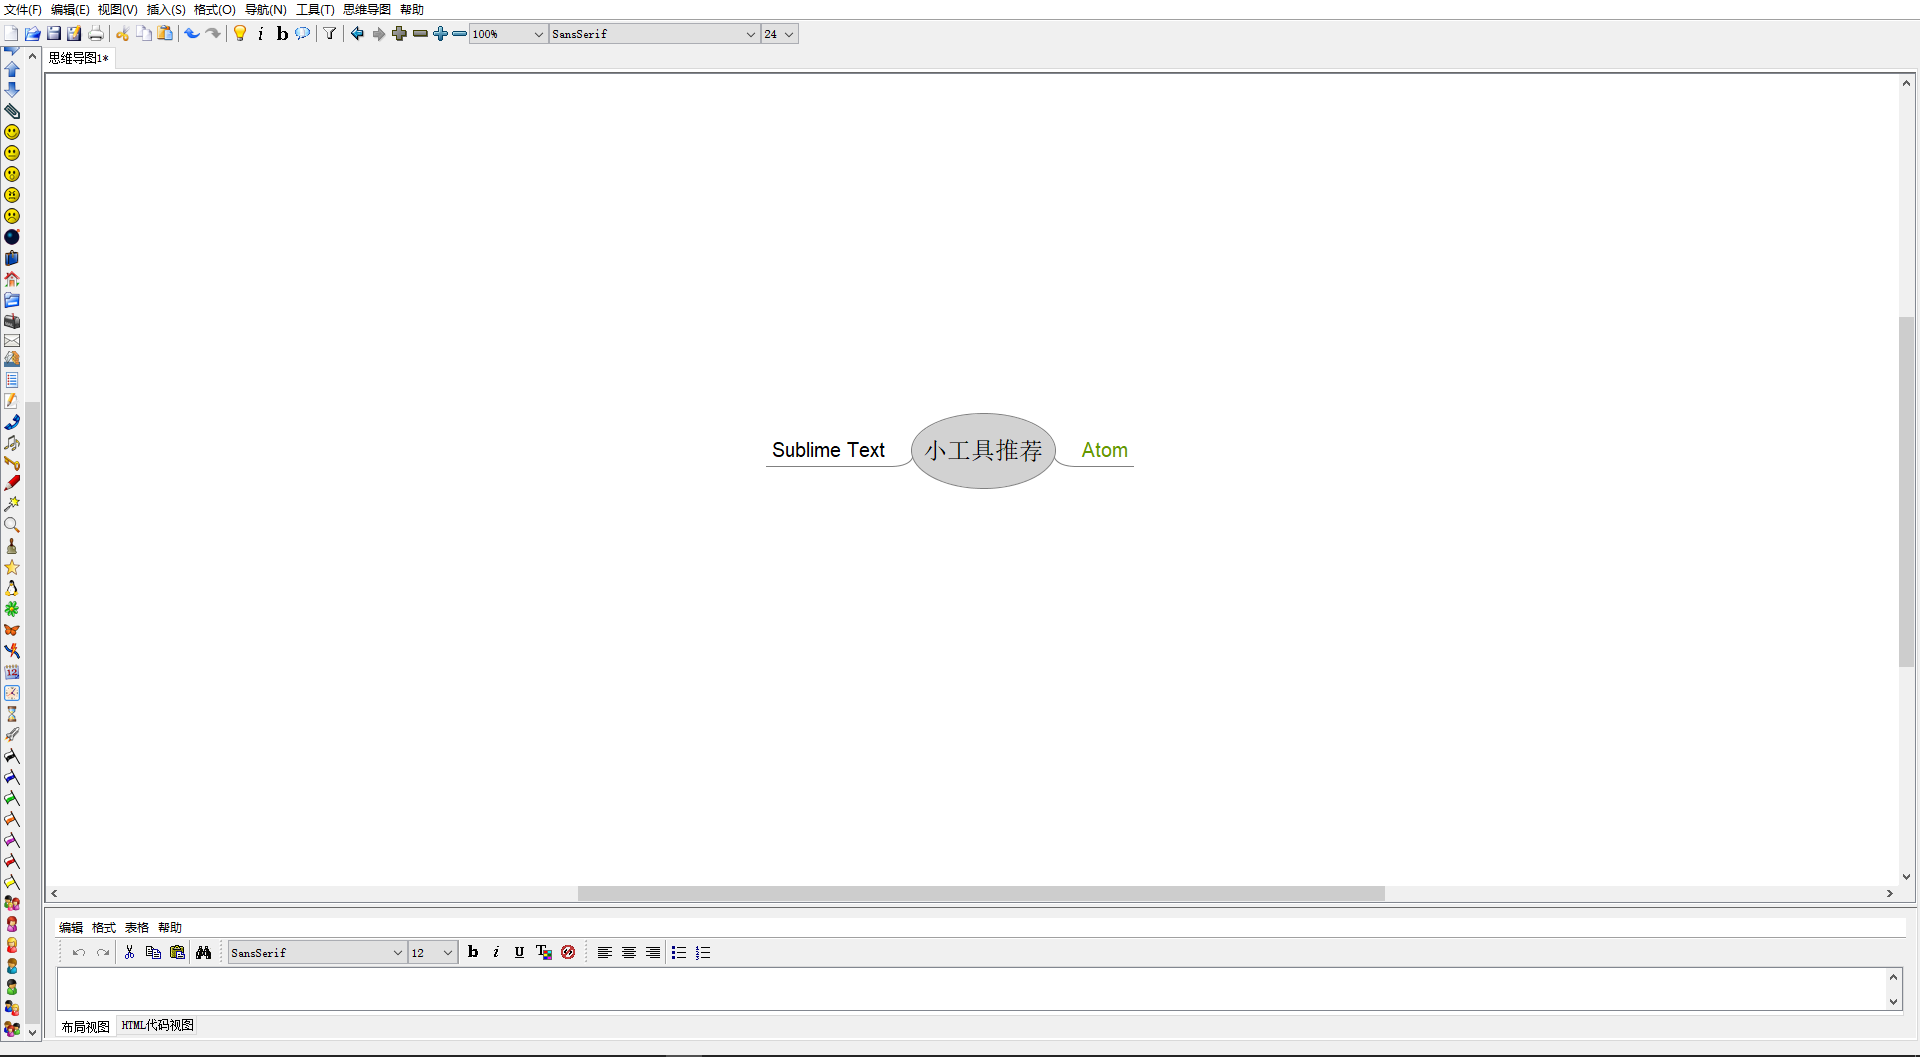 文件(F) 编辑(E) 视图(V) 插入(S) 格式(O) 导航(N) 工具(T) 思维导图 帮助
i b 100% SansSerif 24
思维导图1*
Sublime Text 小工具推荐 Atom
12
编辑 格式 表格 帮助
SansSerif 12 b i U T
布局视图 HTML代码视图